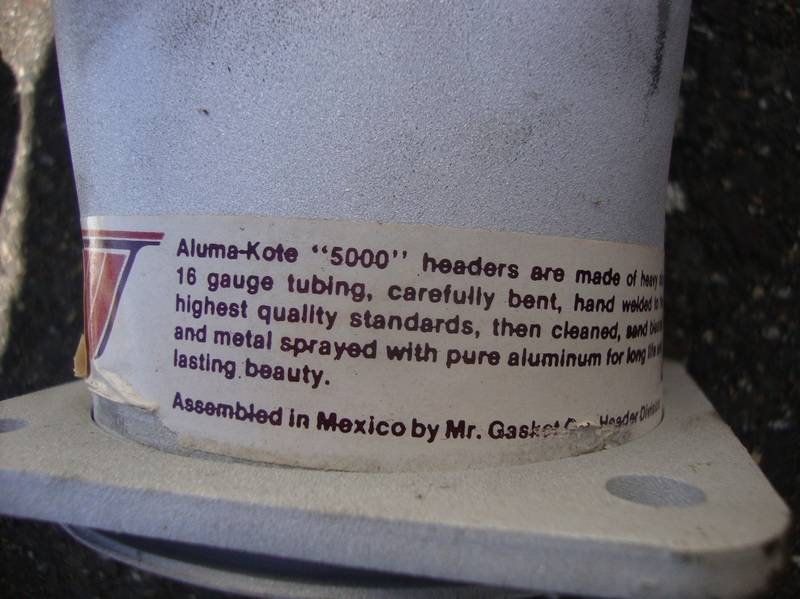 Aluma-Kote "5000" headers are made of heavy
16 gauge tubing, carefully bent, hand welded to
highest quality standards, then cleaned, sand
and metal sprayed with pure aluminum for long life
lasting beauty.
Assembled in Mexico by Mr. Gasket Co. Header Division